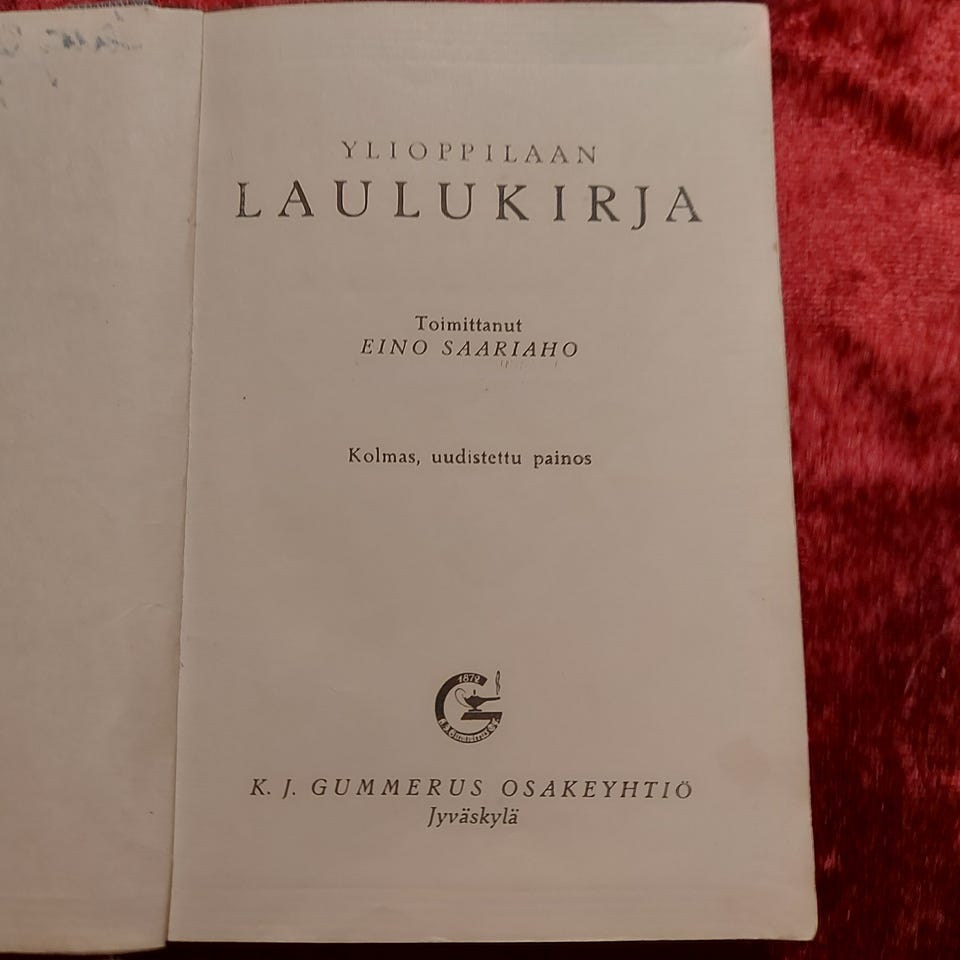 YLIOPPILAAN
LAULUKIRJA
Toimittanut
EINO SAARIAHO
Kolmas, uudistettu painos
1872
K. J. GUMMERUS OSAKEYHTIÖ
Jyväskylä